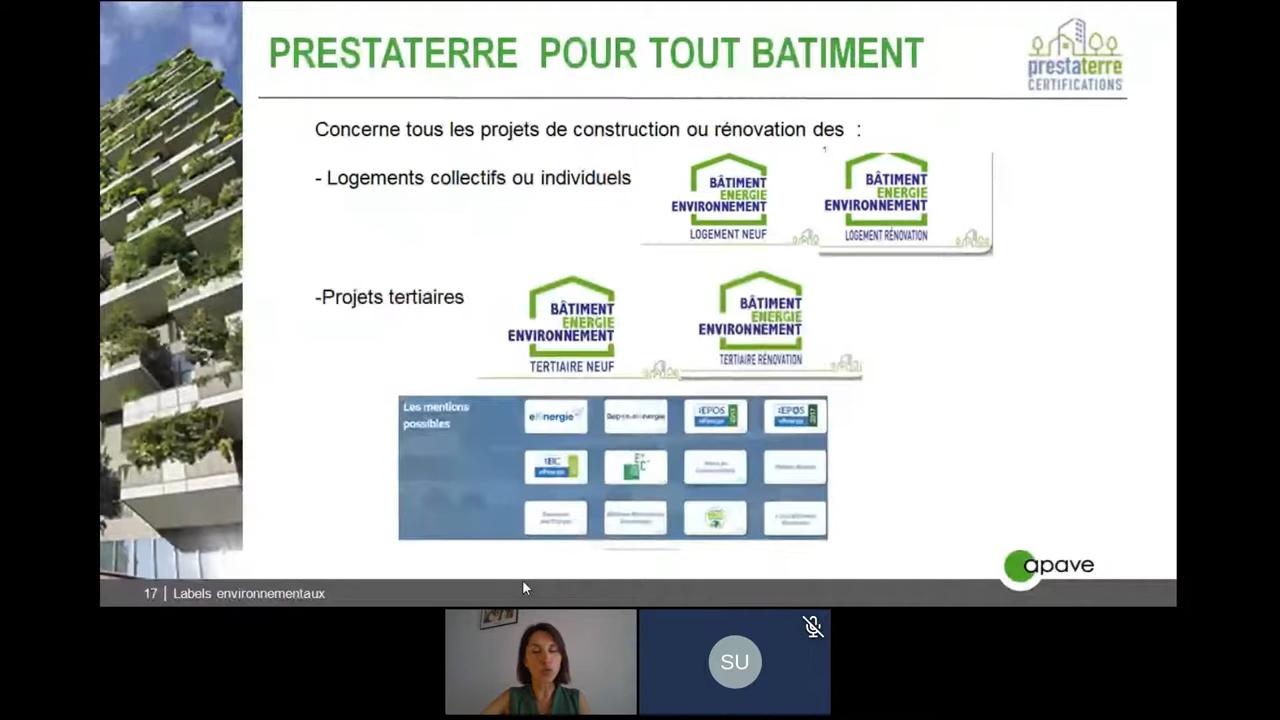 PRESTATERRE POUR TOUT BATIMENT
prestaterre
CERTIFICATIONS
Concerne tous les projets de construction ou rénovation des :
- Logements collectifs ou individuels
BÂTIMENT
ENERGIE
ENVIRONNEMENT
LOGEMENT NEUF
BÂTIMENT
ENERGIE
ENVIRONNEMENT
LOGEMENT RÉNOVATION
-Projets tertiaires
BÂTIMENT
ENERGIE
ENVIRONNEMENT
TERTIAIRE NEUF
BÂTIMENT
ENERGIE
ENVIRONNEMENT
TERTIAIRE RÉNOVATION
Les mentions
possibles
apave
17 | Labels environnementaux
SU